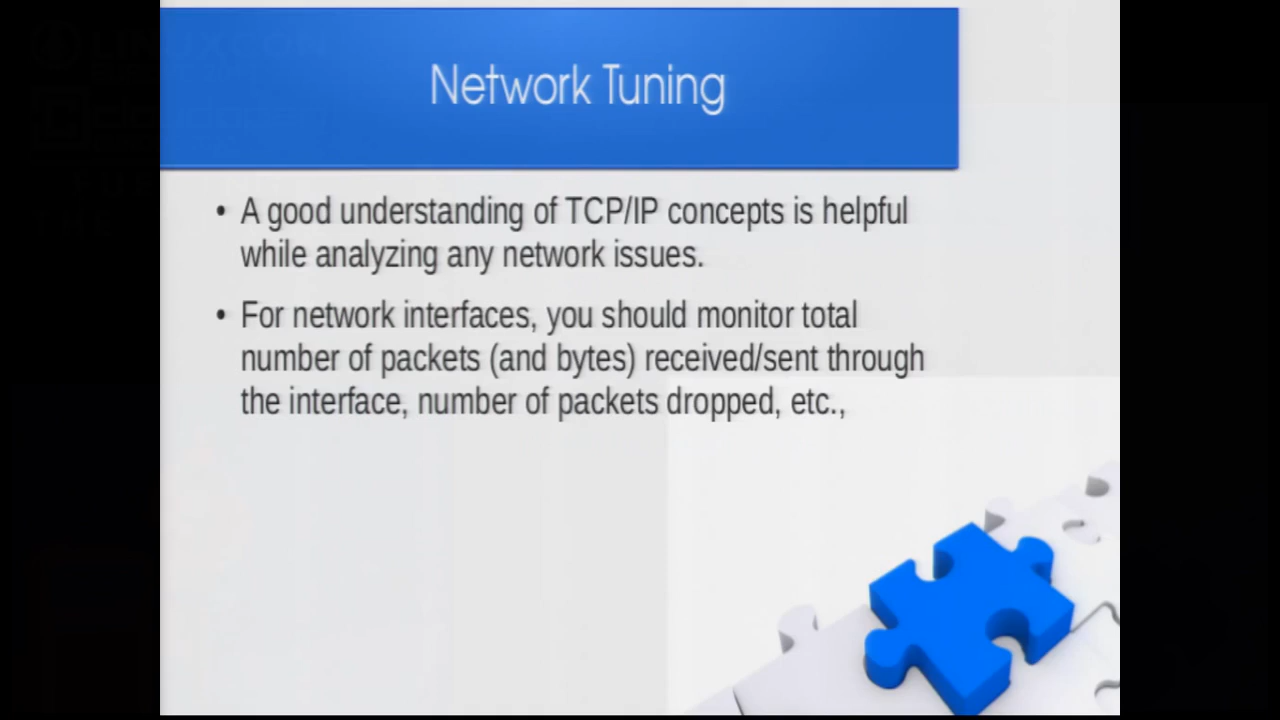 Network Tuning
• A good understanding of TCP/IP concepts is helpful
while analyzing any network issues.
• For network interfaces, you should monitor total
number of packets (and bytes) received/sent through
the interface, number of packets dropped, etc.,